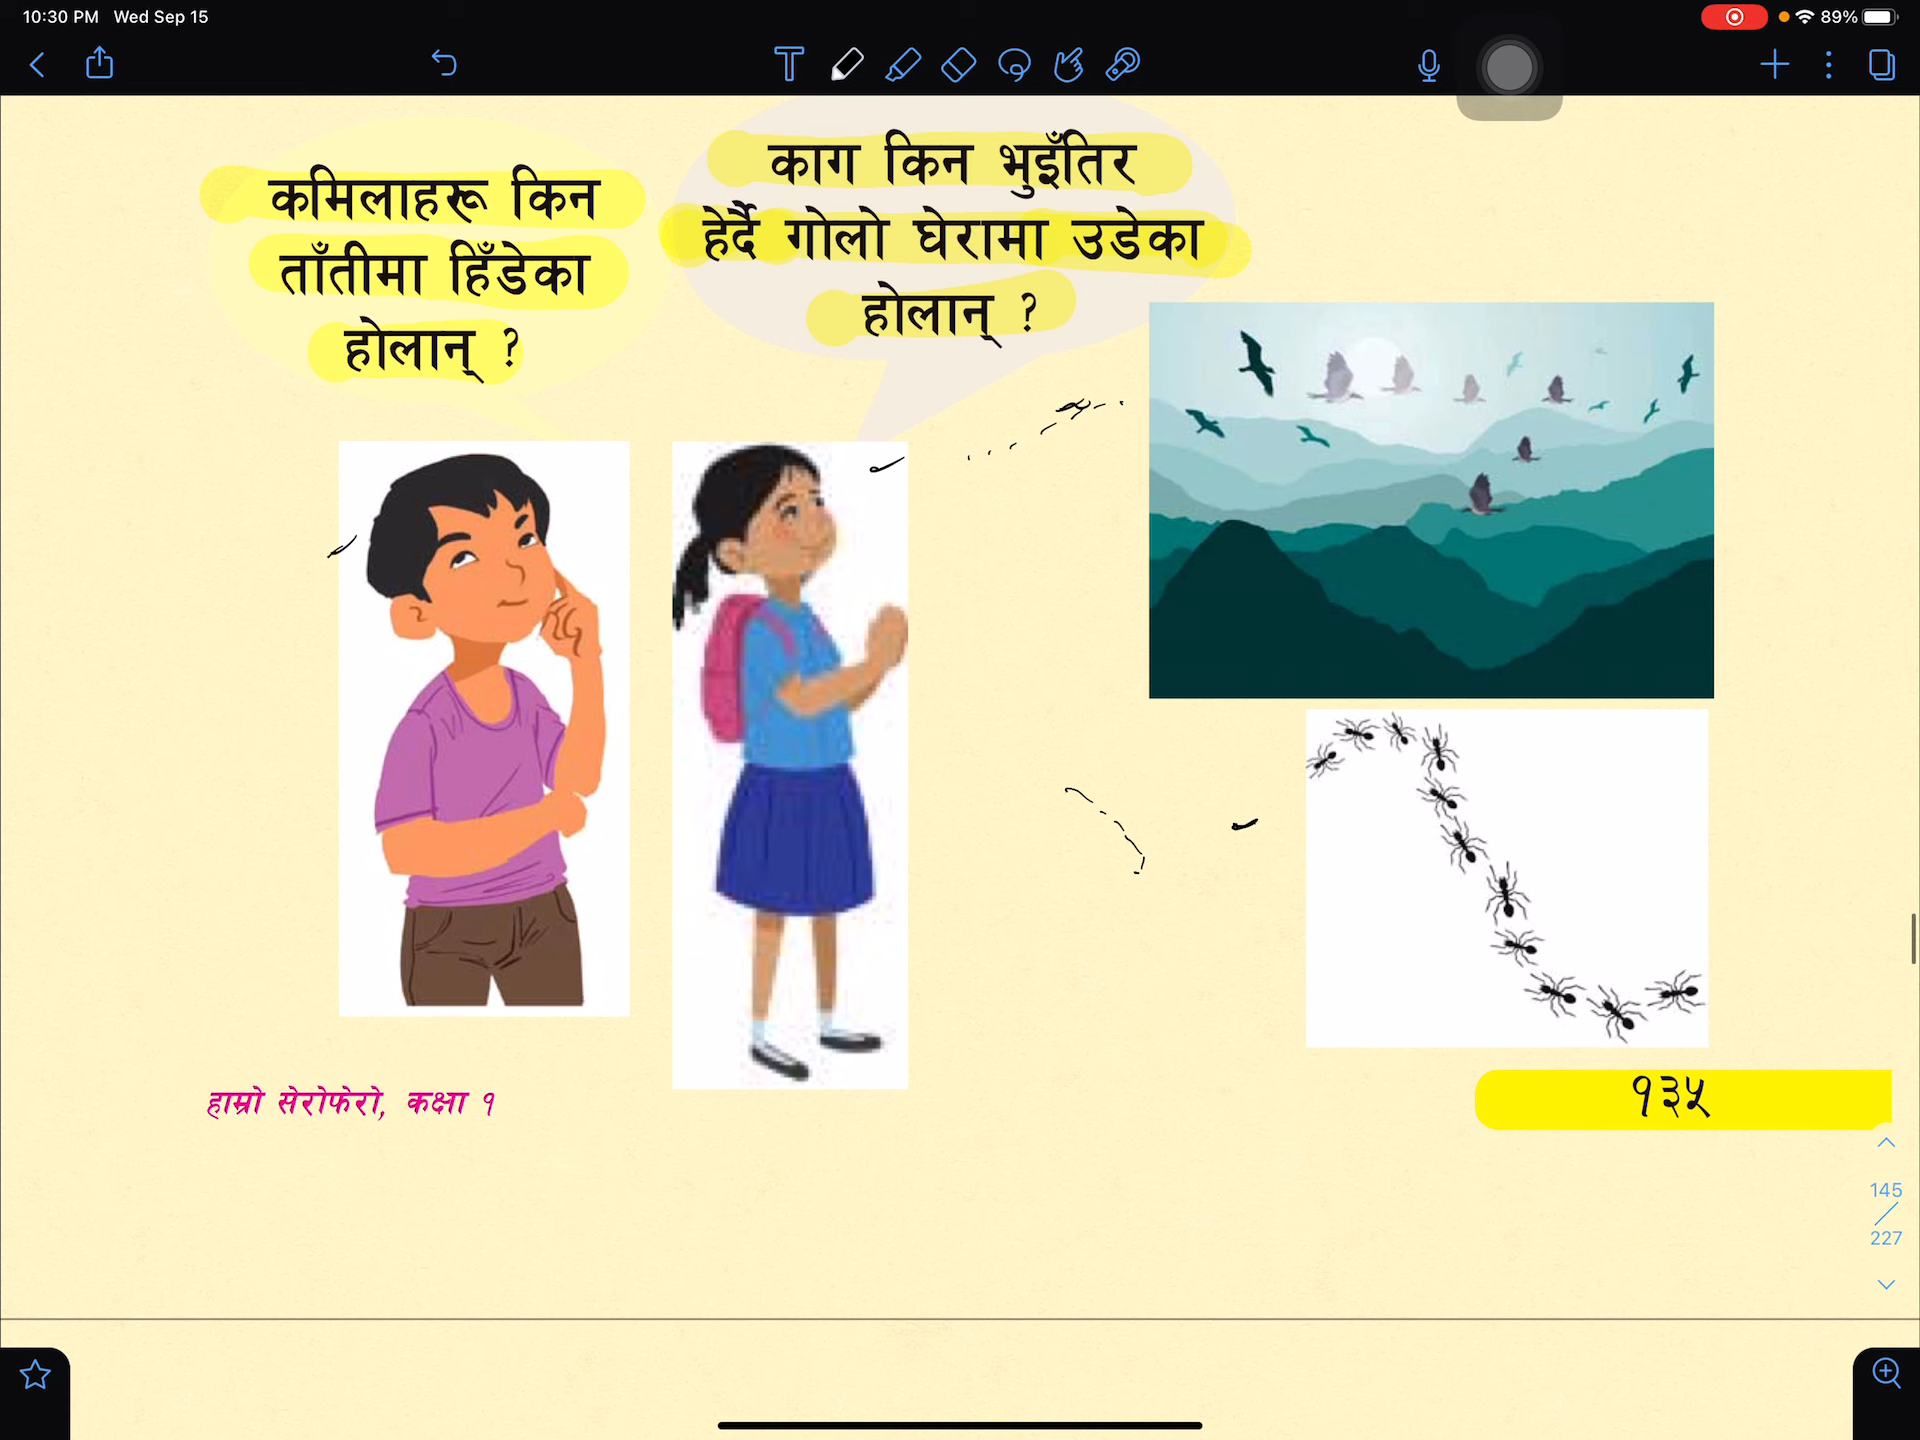 10:30 PM Wed Sep 15
89%
कमिलाहरू किन
ताँतीमा हिँडेका
होलान् ?
काग किन भुइँतिर
हेर्दै गोलो घेरामा उडेका
होलान् ?
हाम्रो सेरोफेरो, कक्षा १
१३५
145
227